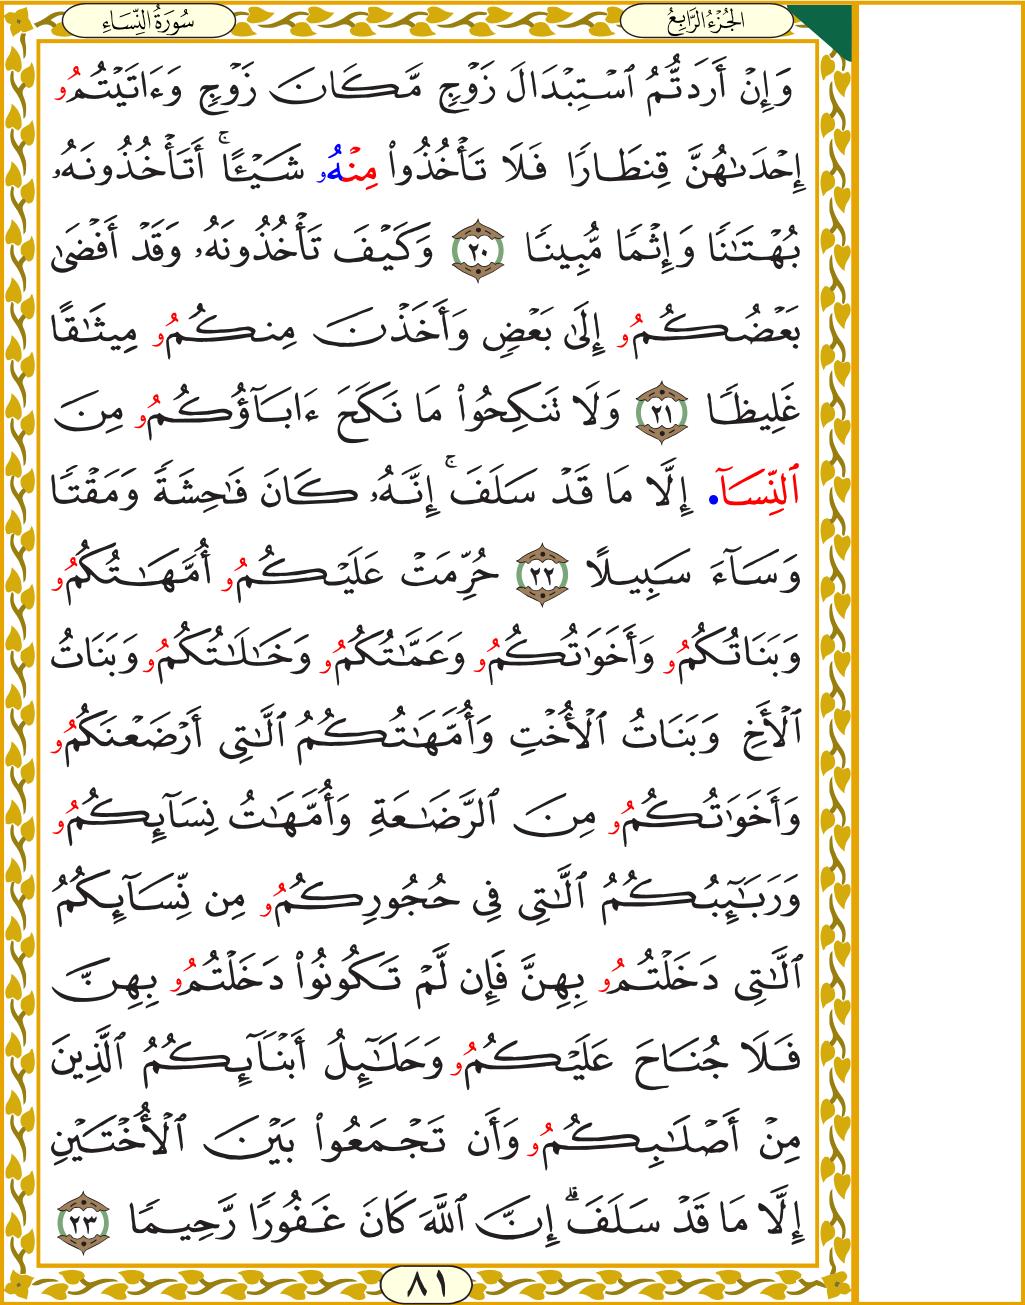 الجُزْءُ الرَّابِعُ
سُورَةُ النِّسَاءِ
وَإِنْ أَرَدتُّمُ ٱسْتِبْدَالَ زَوْجٍ مَّكَانَ زَوْجٍ وَءَاتَيْتُمُۥ
إِحْدَىٰهُنَّ قِنطَارًا فَلَا تَأْخُذُوا۟ مِنْهُۥ شَيْـًٔا ۚ أَتَأْخُذُونَهُۥ
بُهْتَٰنًا وَإِثْمًا مُّبِينًا ٢٠ وَكَيْفَ تَأْخُذُونَهُۥ وَقَدْ أَفْضَىٰ
بَعْضُكُمُۥ إِلَىٰ بَعْضٍ وَأَخَذْنَ مِنكُمُۥ مِيثَٰقًا
غَلِيظًا ٢١ وَلَا تَنكِحُوا۟ مَا نَكَحَ ءَابَآؤُكُمُۥ مِنَ
ٱلنِّسَآ• إِلَّا مَا قَدْ سَلَفَ ۚ إِنَّهُۥ كَانَ فَٰحِشَةً وَمَقْتًا
وَسَآءَ سَبِيلًا ٢٢ حُرِّمَتْ عَلَيْكُمُۥ أُمَّهَٰتُكُمُۥ
وَبَنَاتُكُمُۥ وَأَخَوَٰتُكُمُۥ وَعَمَّٰتُكُمُۥ وَخَٰلَٰتُكُمُۥ وَبَنَاتُ
ٱلْأَخِ وَبَنَاتُ ٱلْأُخْتِ وَأُمَّهَٰتُكُمُ ٱلَّٰتِى أَرْضَعْنَكُمُۥ
وَأَخَوَٰتُكُمُۥ مِنَ ٱلرَّضَٰعَةِ وَأُمَّهَٰتُ نِسَآئِكُمُۥ
وَرَبَٰٓئِبُكُمُ ٱلَّٰتِى فِى حُجُورِكُمُۥ مِن نِّسَآئِكُمُ
ٱلَّٰتِى دَخَلْتُمُۥ بِهِنَّ فَإِن لَّمْ تَكُونُوا۟ دَخَلْتُمُۥ بِهِنَّ
فَلَا جُنَاحَ عَلَيْكُمُۥ وَحَلَٰٓئِلُ أَبْنَآئِكُمُ ٱلَّذِينَ
مِنْ أَصْلَٰبِكُمُۥ وَأَن تَجْمَعُوا۟ بَيْنَ ٱلْأُخْتَيْنِ
إِلَّا مَا قَدْ سَلَفَ ۗ إِنَّ ٱللَّهَ كَانَ غَفُورًا رَّحِيمًا ٢٣
٨١